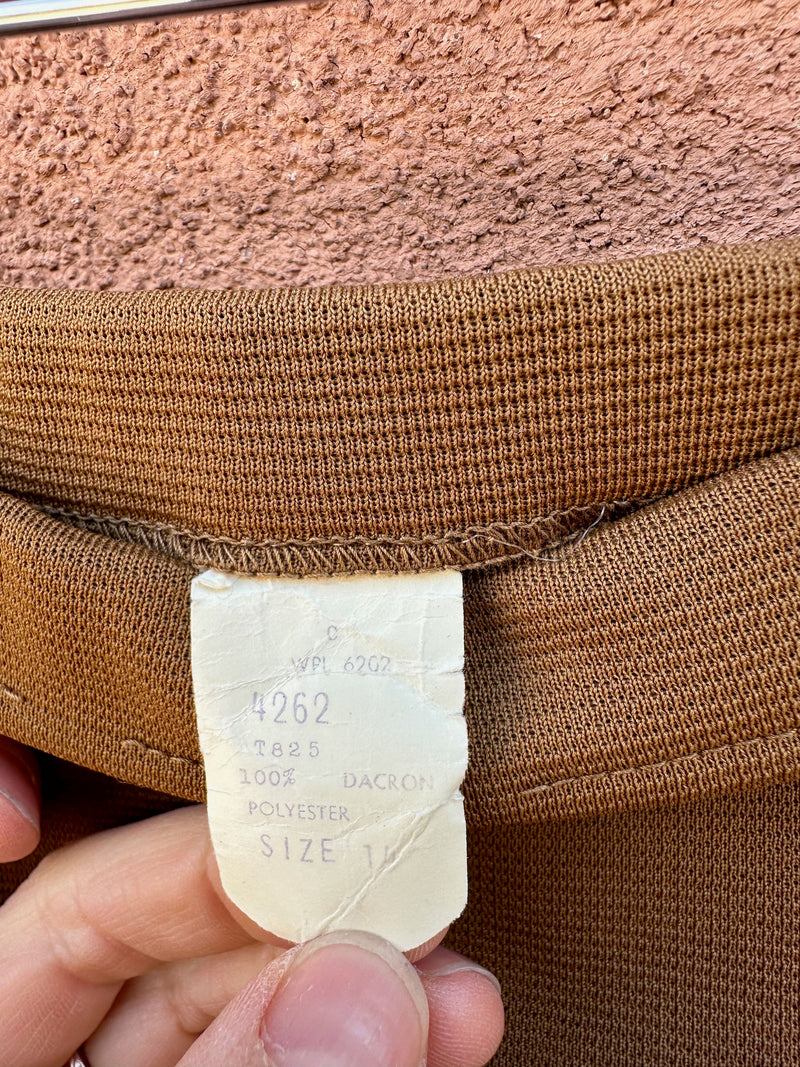 C
WPL 6202
4262
T825
100% DACRON
POLYESTER
SIZE